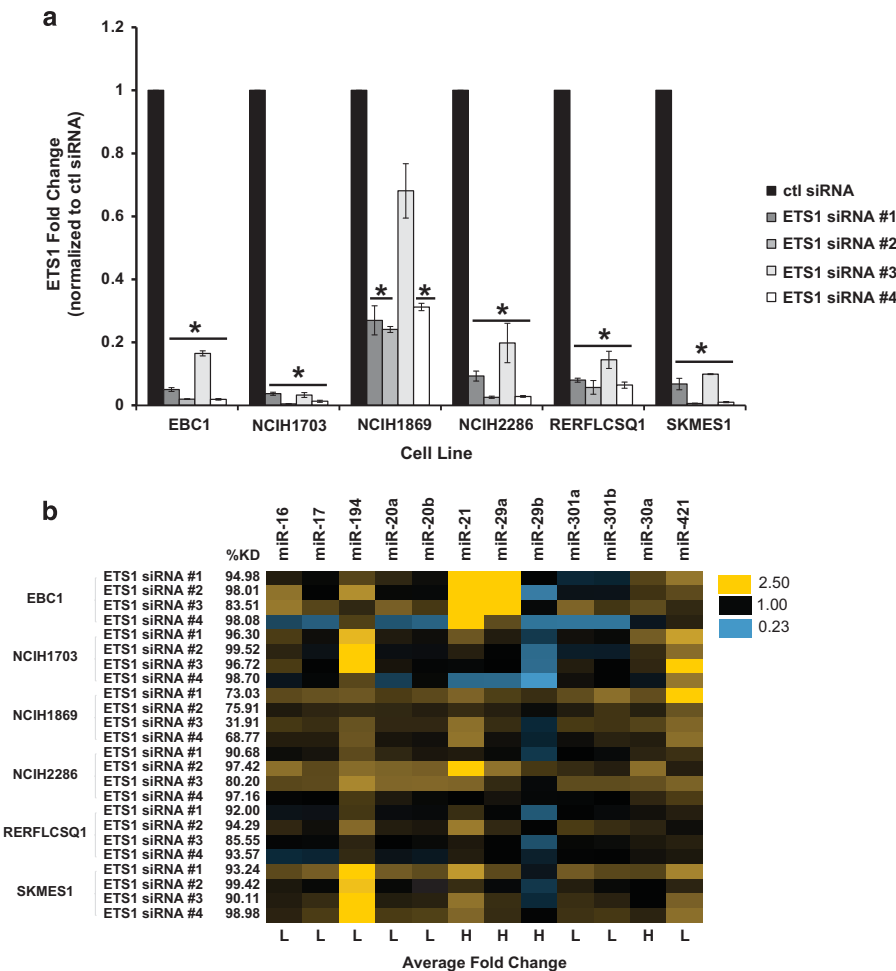 a
1.2
1
0.8
0.6
0.4
0.2
0
ETS1 Fold Change
(normalized to ctl siRNA)
*
*
*
*
*
*
*
EBC1 NCIH1703 NCIH1869 NCIH2286 RERFLCSQ1 SKMES1
Cell Line
ctl siRNA
ETS1 siRNA #1
ETS1 siRNA #2
ETS1 siRNA #3
ETS1 siRNA #4
b
%KD miR-16 miR-17 miR-194 miR-20a miR-20b miR-21 miR-29a miR-29b miR-301a miR-301b miR-30a miR-421
EBC1
ETS1 siRNA #1 94.98
ETS1 siRNA #2 98.01
ETS1 siRNA #3 83.51
ETS1 siRNA #4 98.08
NCIH1703
ETS1 siRNA #1 96.30
ETS1 siRNA #2 99.52
ETS1 siRNA #3 96.72
ETS1 siRNA #4 98.70
NCIH1869
ETS1 siRNA #1 73.03
ETS1 siRNA #2 75.91
ETS1 siRNA #3 31.91
ETS1 siRNA #4 68.77
NCIH2286
ETS1 siRNA #1 90.68
ETS1 siRNA #2 97.42
ETS1 siRNA #3 80.20
ETS1 siRNA #4 97.16
RERFLCSQ1
ETS1 siRNA #1 92.00
ETS1 siRNA #2 94.29
ETS1 siRNA #3 85.55
ETS1 siRNA #4 93.57
SKMES1
ETS1 siRNA #1 93.24
ETS1 siRNA #2 99.42
ETS1 siRNA #3 90.11
ETS1 siRNA #4 98.98
2.50
1.00
0.23
L L L L L H H H L L H L
Average Fold Change